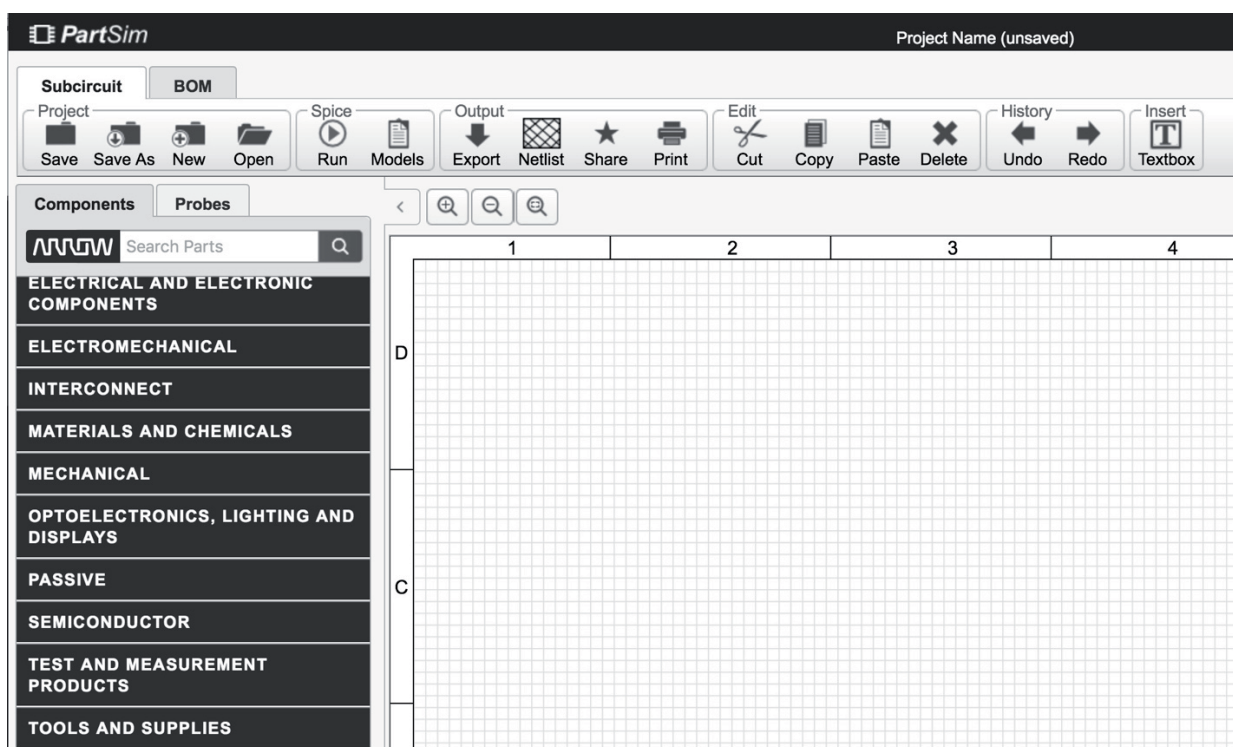 PartSim
Project Name (unsaved)
Subcircuit BOM
Project Spice Output Edit History Insert
Save Save As New Open Run Models Export Netlist Share Print Cut Copy Paste Delete Undo Redo Textbox
Components Probes
ARROW Search Parts
1 2 3 4
ELECTRICAL AND ELECTRONIC
COMPONENTS
ELECTROMECHANICAL
D
INTERCONNECT
MATERIALS AND CHEMICALS
MECHANICAL
OPTOELECTRONICS, LIGHTING AND
DISPLAYS
PASSIVE
C
SEMICONDUCTOR
TEST AND MEASUREMENT
PRODUCTS
TOOLS AND SUPPLIES